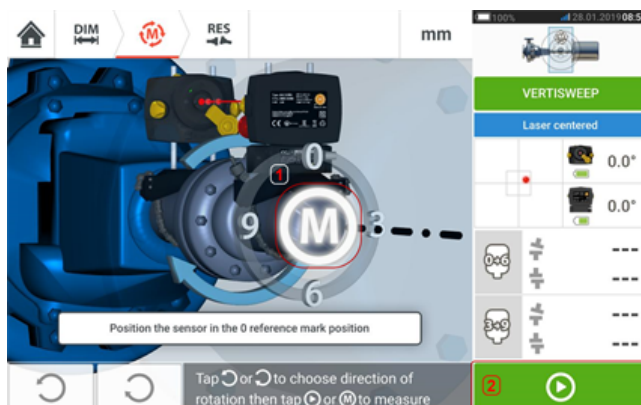 100% 28.01.2019 08:5
DIM
M
RES
mm
VERTISWEEP
Laser centered
0.0°
0.0°
0
1
9
M
3
6
0+6
---
---
3+9
---
---
Position the sensor in the 0 reference mark position
Tap or to choose direction of
rotation then tap or M to measure
2